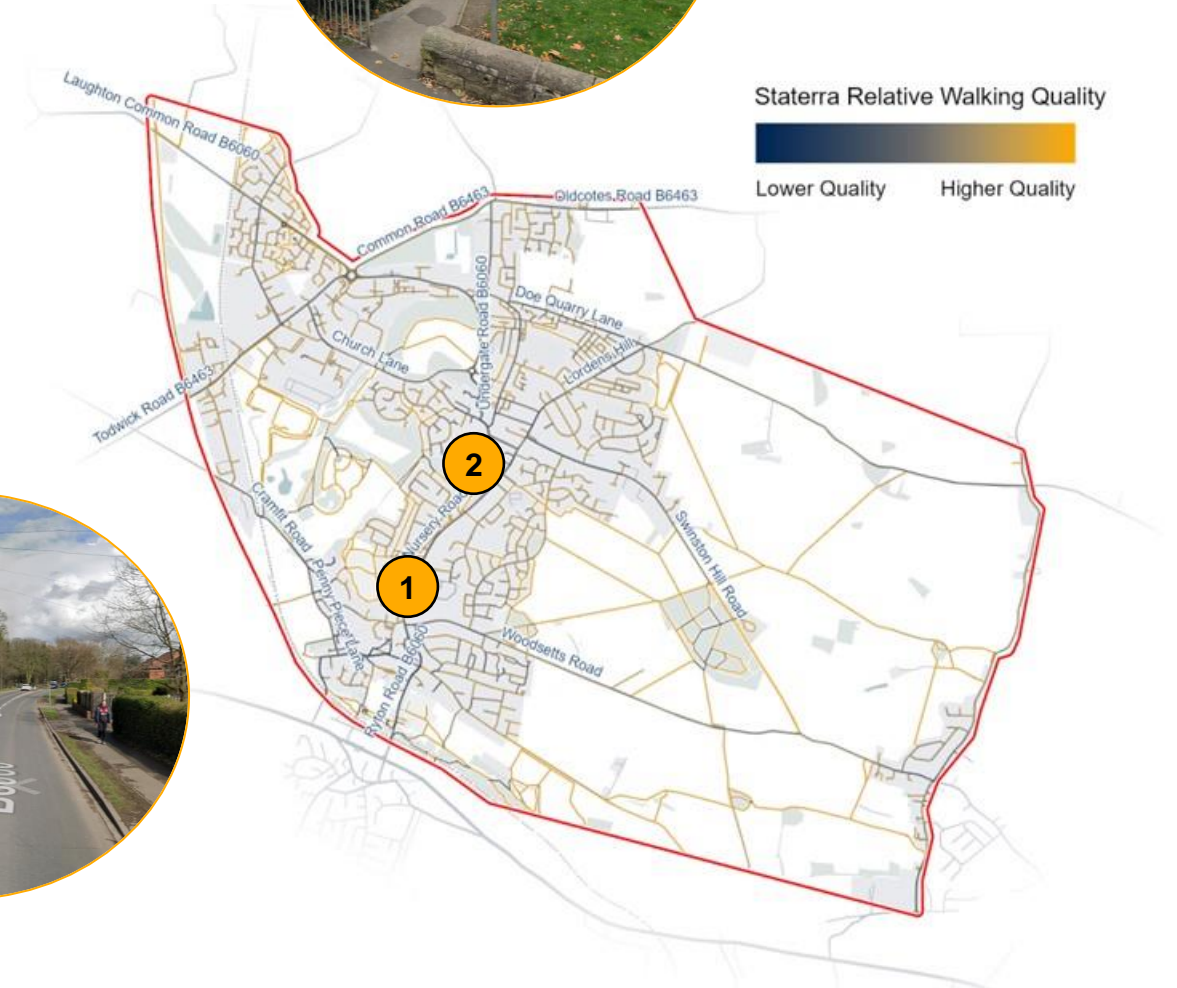 Staterra Relative Walking Quality
Lower Quality
Higher Quality
Laughton Common Road B6060
Common Road B6463
Oldcotes Road B6463
Undergate Road B6060
Doe Quarry Lane
Church Lane
Lordens Hill
Todwick Road B6463
2
Cramfit Road
Nursery Road
Swinston Hill Road
Penny Piece Lane
1
Woodsetts Road
Ryton Road B6060